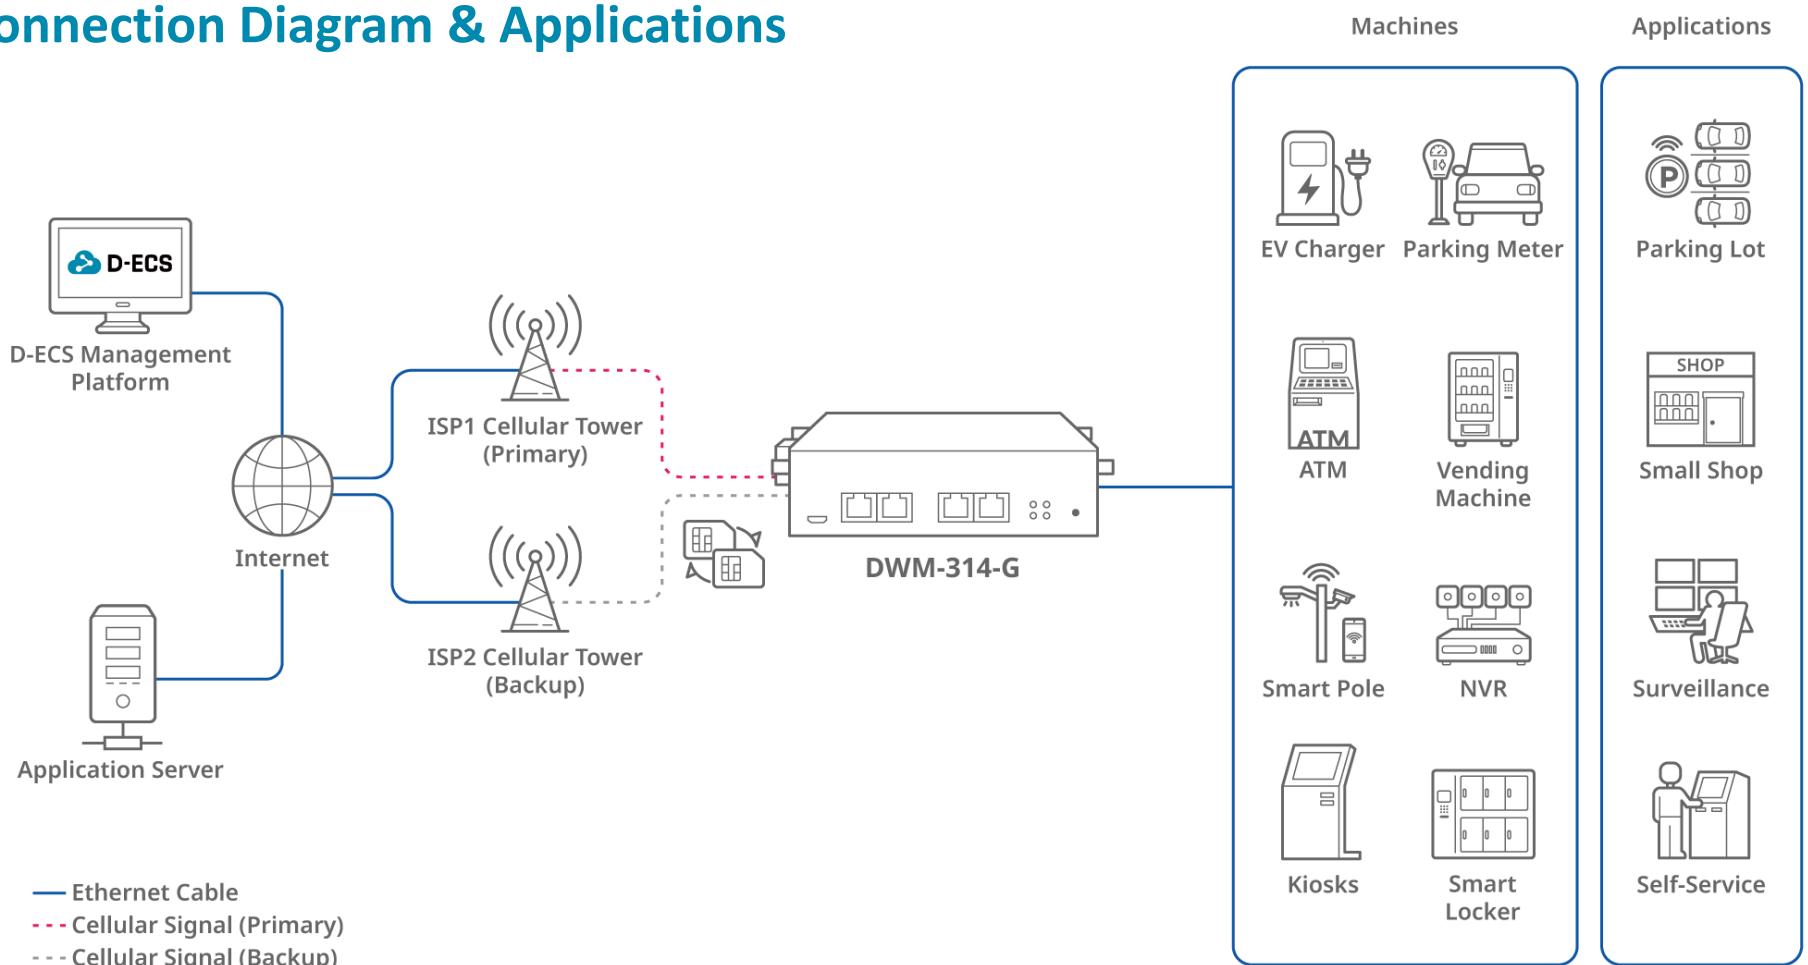 onnection Diagram & Applications
Machines
Applications
D-ECS
D-ECS Management
Platform
Internet
Application Server
ISP1 Cellular Tower
(Primary)
ISP2 Cellular Tower
(Backup)
DWM-314-G
EV Charger
Parking Meter
ATM
ATM
Vending
Machine
Smart Pole
NVR
Kiosks
Smart
Locker
P
Parking Lot
SHOP
Small Shop
Surveillance
Self-Service
Ethernet Cable
Cellular Signal (Primary)
Cellular Signal (Backup)